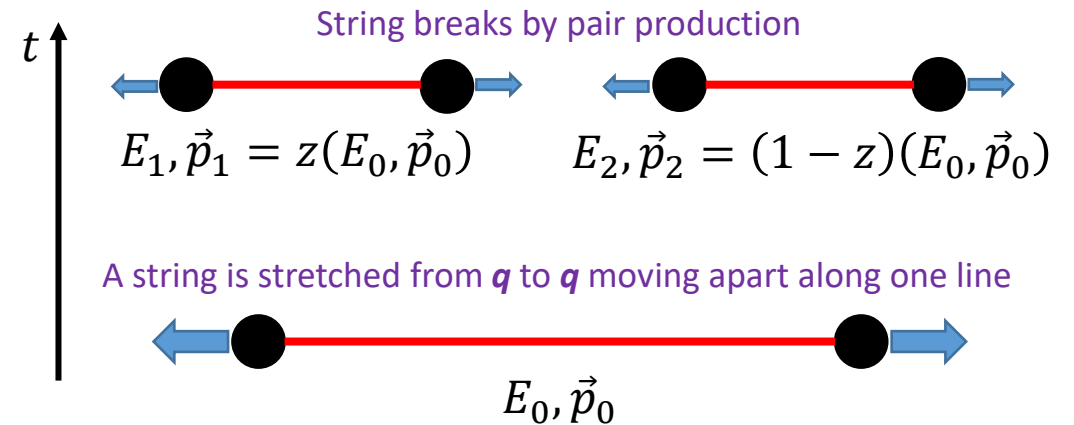 String breaks by pair production
t
E₁, p⃗₁ = z(E₀, p⃗₀)
E₂, p⃗₂ = (1 − z)(E₀, p⃗₀)
A string is stretched from q to q moving apart along one line
E₀, p⃗₀